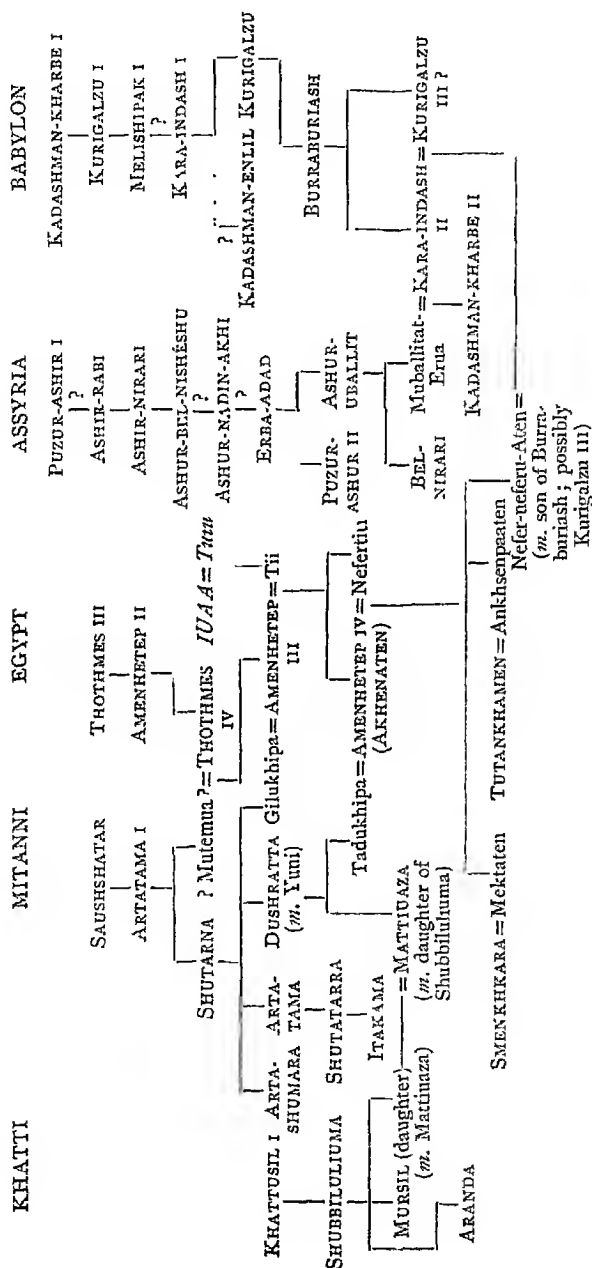 KHATTI MITANNI EGYPT ASSYRIA BABYLON
SAUSHSHATAR THOTHMES III PUZUR-ASHIR I KADASHMAN-KHARBE I
?
ARTATAMA I AMENHETEP II ASHIR-RABI KURIGALZU I
ASHIR-NIRARI MELISHIPAK I
?
SHUTARNA ? Mutemua ?=THOTHMES IUAA=Tuau ASHUR-BEL-NISHĒSHU KARA-INDASH I
IV ?
ASHUR-NADIN-AKHI ?
?
KHATTUSIL I ARTA- ARTA- DUSHRATTA Gilukhipa=AMENHETEP=Tii ERBA-ADAD KADASHMAN-ENLIL KURIGALZU
SHUMARA TAMA (m. Yuni) III
SHUBBILULIUMA SHUTATARRA PUZUR- ASHUR- BURRABURIASH
ASHUR II UBALLIT
ITAKAMA Tadukhipa=AMENHETEP IV=Nefertiu
(AKHENATEN)
MURSIL (daughter)=MATTIUAZA BEL- Muballitat-=KARA-INDASH=KURIGALZU
(m. Mattiuaza) (m. daughter of NIRARI Erua II III ?
Shubbiluliuma)
ARANDA KADASHMAN-KHARBE II
SMENKHKARA=Mektaten TUTANKHAMEN=Ankhsenpaaten
Nefer-neferu-Aten=
(m. son of Burra-
buriash; possibly
Kurigalzu III)